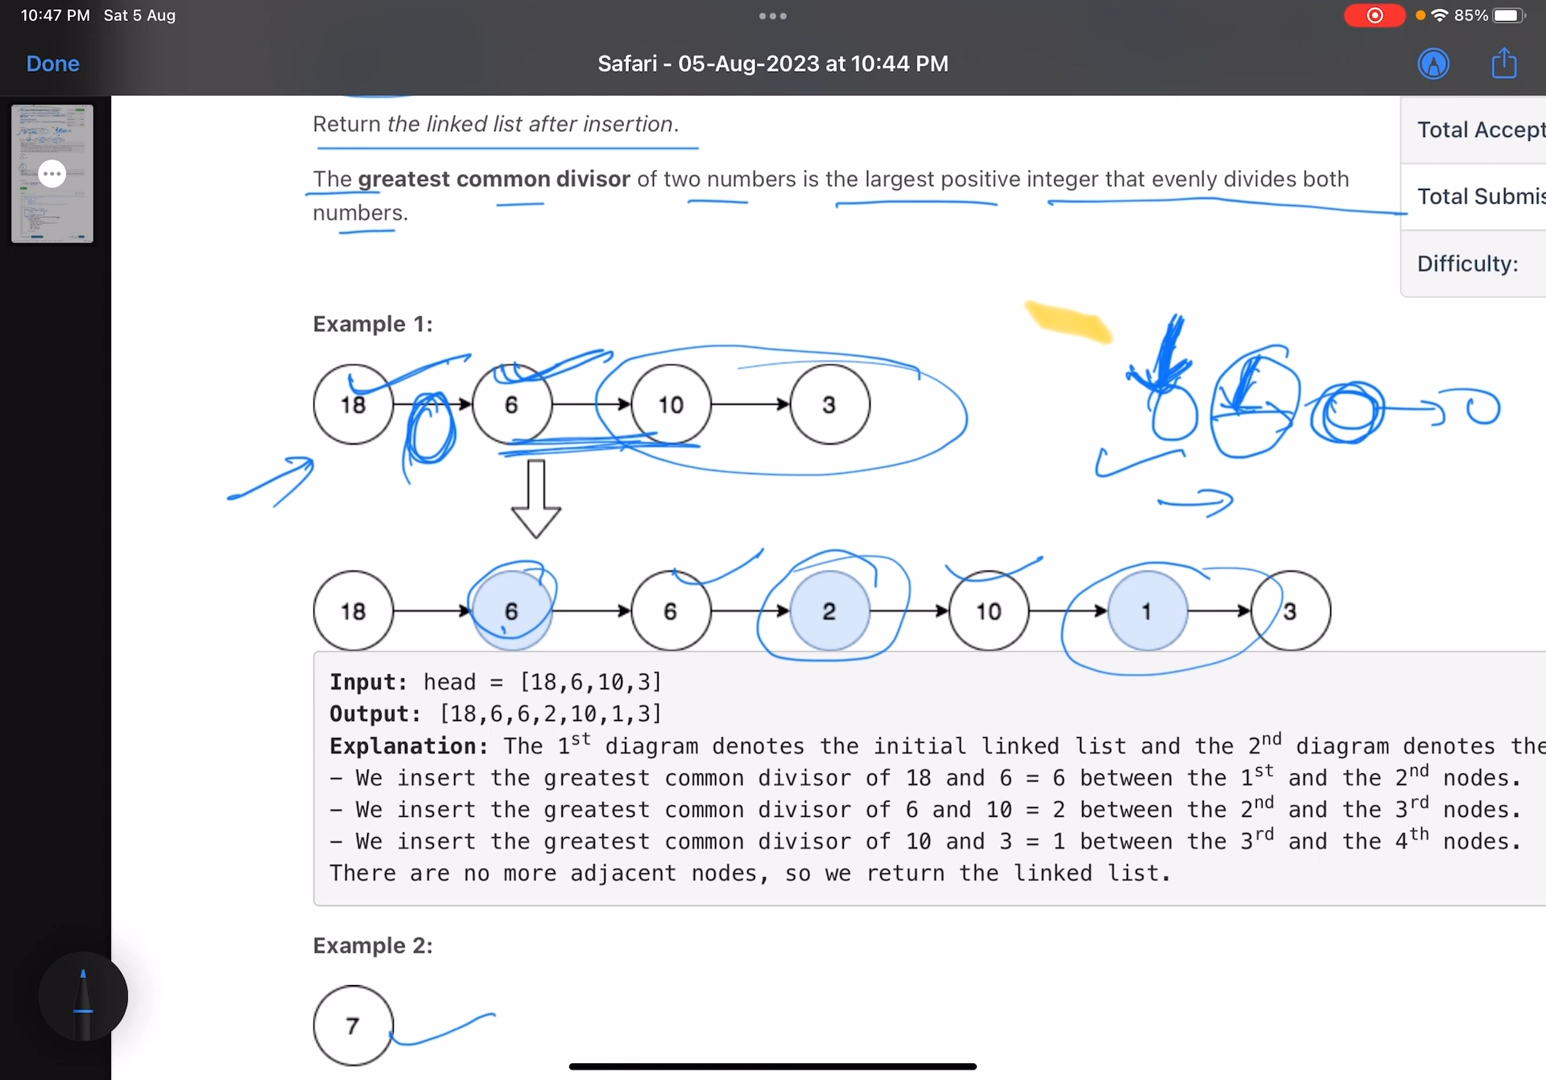 10:47 PM Sat 5 Aug
85%
Done
Safari - 05-Aug-2023 at 10:44 PM
Return the linked list after insertion.
The greatest common divisor of two numbers is the largest positive integer that evenly divides both
numbers.
Total Accept
Total Submis
Difficulty:
Example 1:
18 6 10 3
18 6 6 2 10 1 3
Input: head = [18,6,10,3]
Output: [18,6,6,2,10,1,3]
Explanation: The 1st diagram denotes the initial linked list and the 2nd diagram denotes the
- We insert the greatest common divisor of 18 and 6 = 6 between the 1st and the 2nd nodes.
- We insert the greatest common divisor of 6 and 10 = 2 between the 2nd and the 3rd nodes.
- We insert the greatest common divisor of 10 and 3 = 1 between the 3rd and the 4th nodes.
There are no more adjacent nodes, so we return the linked list.
Example 2:
7